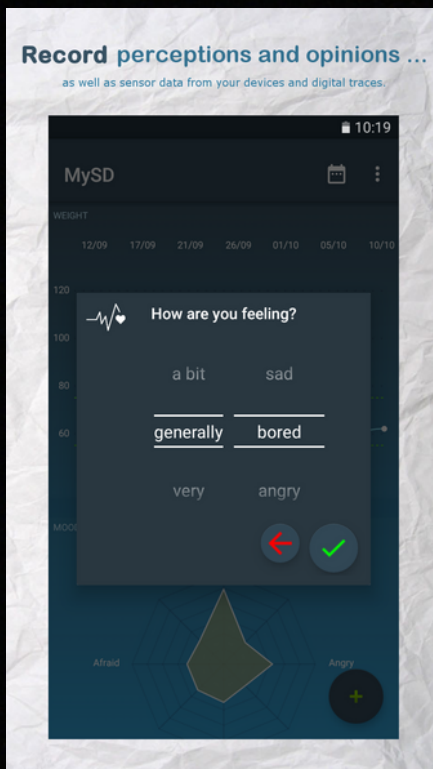 Record perceptions and opinions ...
as well as sensor data from your devices and digital traces.
10:19
MySD
WEIGHT
12/09 17/09 21/09 26/09 01/10 05/10 10/10
120
100
80
60
How are you feeling?
a bit sad
generally bored
very angry
Afraid
Angry